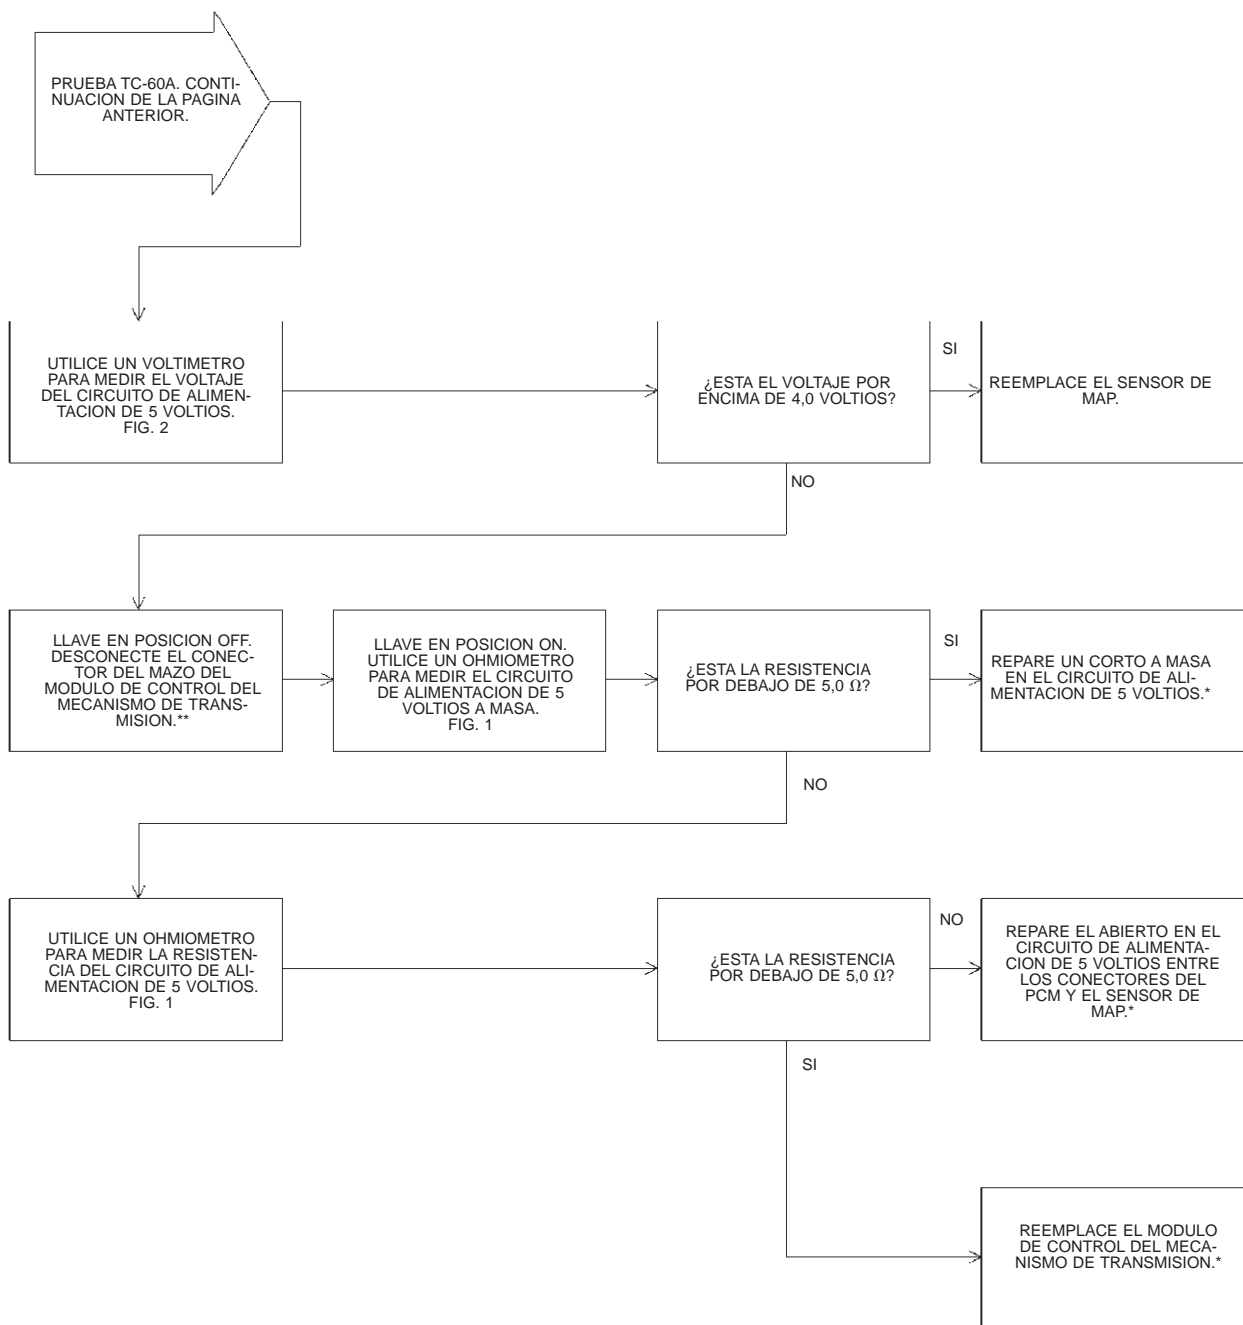 PRUEBA TC-60A. CONTI-
NUACION DE LA PAGINA
ANTERIOR.
UTILICE UN VOLTIMETRO
PARA MEDIR EL VOLTAJE
DEL CIRCUITO DE ALIMEN-
TACION DE 5 VOLTIOS.
FIG. 2
¿ESTA EL VOLTAJE POR
ENCIMA DE 4,0 VOLTIOS?
SI
REEMPLACE EL SENSOR DE
MAP.
NO
LLAVE EN POSICION OFF.
DESCONECTE EL CONEC-
TOR DEL MAZO DEL
MODULO DE CONTROL DEL
MECANISMO DE TRANS-
MISION.**
LLAVE EN POSICION ON.
UTILICE UN OHMIOMETRO
PARA MEDIR EL CIRCUITO
DE ALIMENTACION DE 5
VOLTIOS A MASA.
FIG. 1
¿ESTA LA RESISTENCIA
POR DEBAJO DE 5,0 Ω?
SI
REPARE UN CORTO A MASA
EN EL CIRCUITO DE ALI-
MENTACION DE 5 VOLTIOS.*
NO
UTILICE UN OHMIOMETRO
PARA MEDIR LA RESISTEN-
CIA DEL CIRCUITO DE ALI-
MENTACION DE 5 VOLTIOS.
FIG. 1
¿ESTA LA RESISTENCIA
POR DEBAJO DE 5,0 Ω?
NO
REPARE EL ABIERTO EN EL
CIRCUITO DE ALIMENTA-
CION DE 5 VOLTIOS ENTRE
LOS CONECTORES DEL
PCM Y EL SENSOR DE
MAP.*
SI
REEMPLACE EL MODULO
DE CONTROL DEL MECA-
NISMO DE TRANSMISION.*